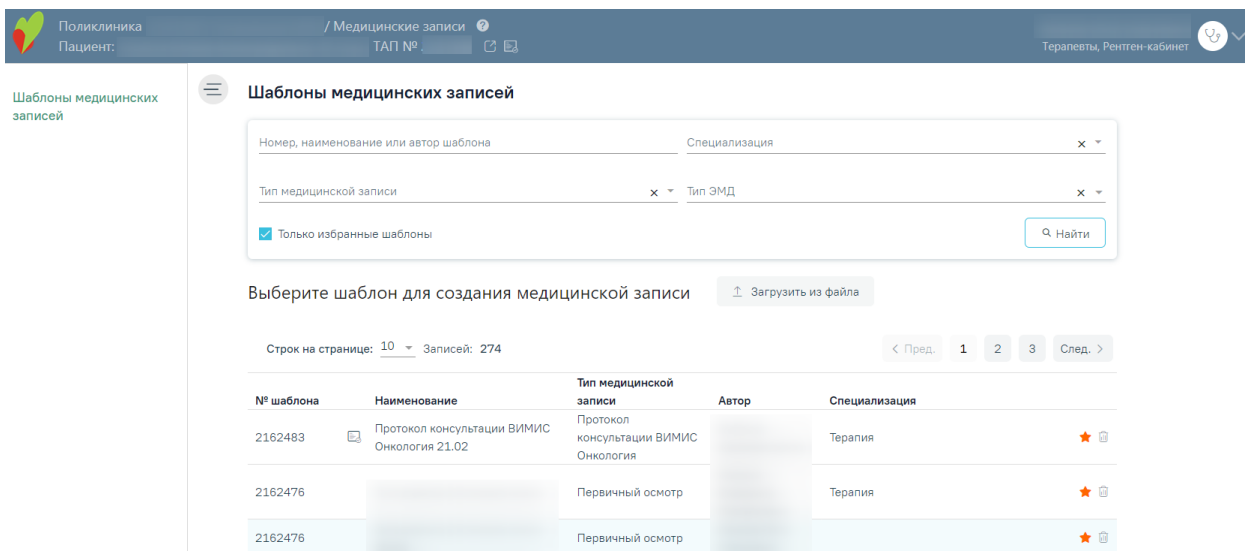 Поликлиника / Медицинские записи ?
Пациент: ТАП №
Терапевты, Рентген-кабинет
Шаблоны медицинских
записей
Шаблоны медицинских записей
Номер, наименование или автор шаблона Специализация
Тип медицинской записи Тип ЭМД
Только избранные шаблоны Найти
Выберите шаблон для создания медицинской записи Загрузить из файла
Строк на странице: 10 Записей: 274 < Пред. 1 2 3 След. >
Тип медицинской
№ шаблона Наименование записи Автор Специализация
Протокол
Протокол консультации ВИМИС
2162483 консультации ВИМИС Терапия
Онкология 21.02
Онкология
2162476 Первичный осмотр Терапия
2162476 Первичный осмотр